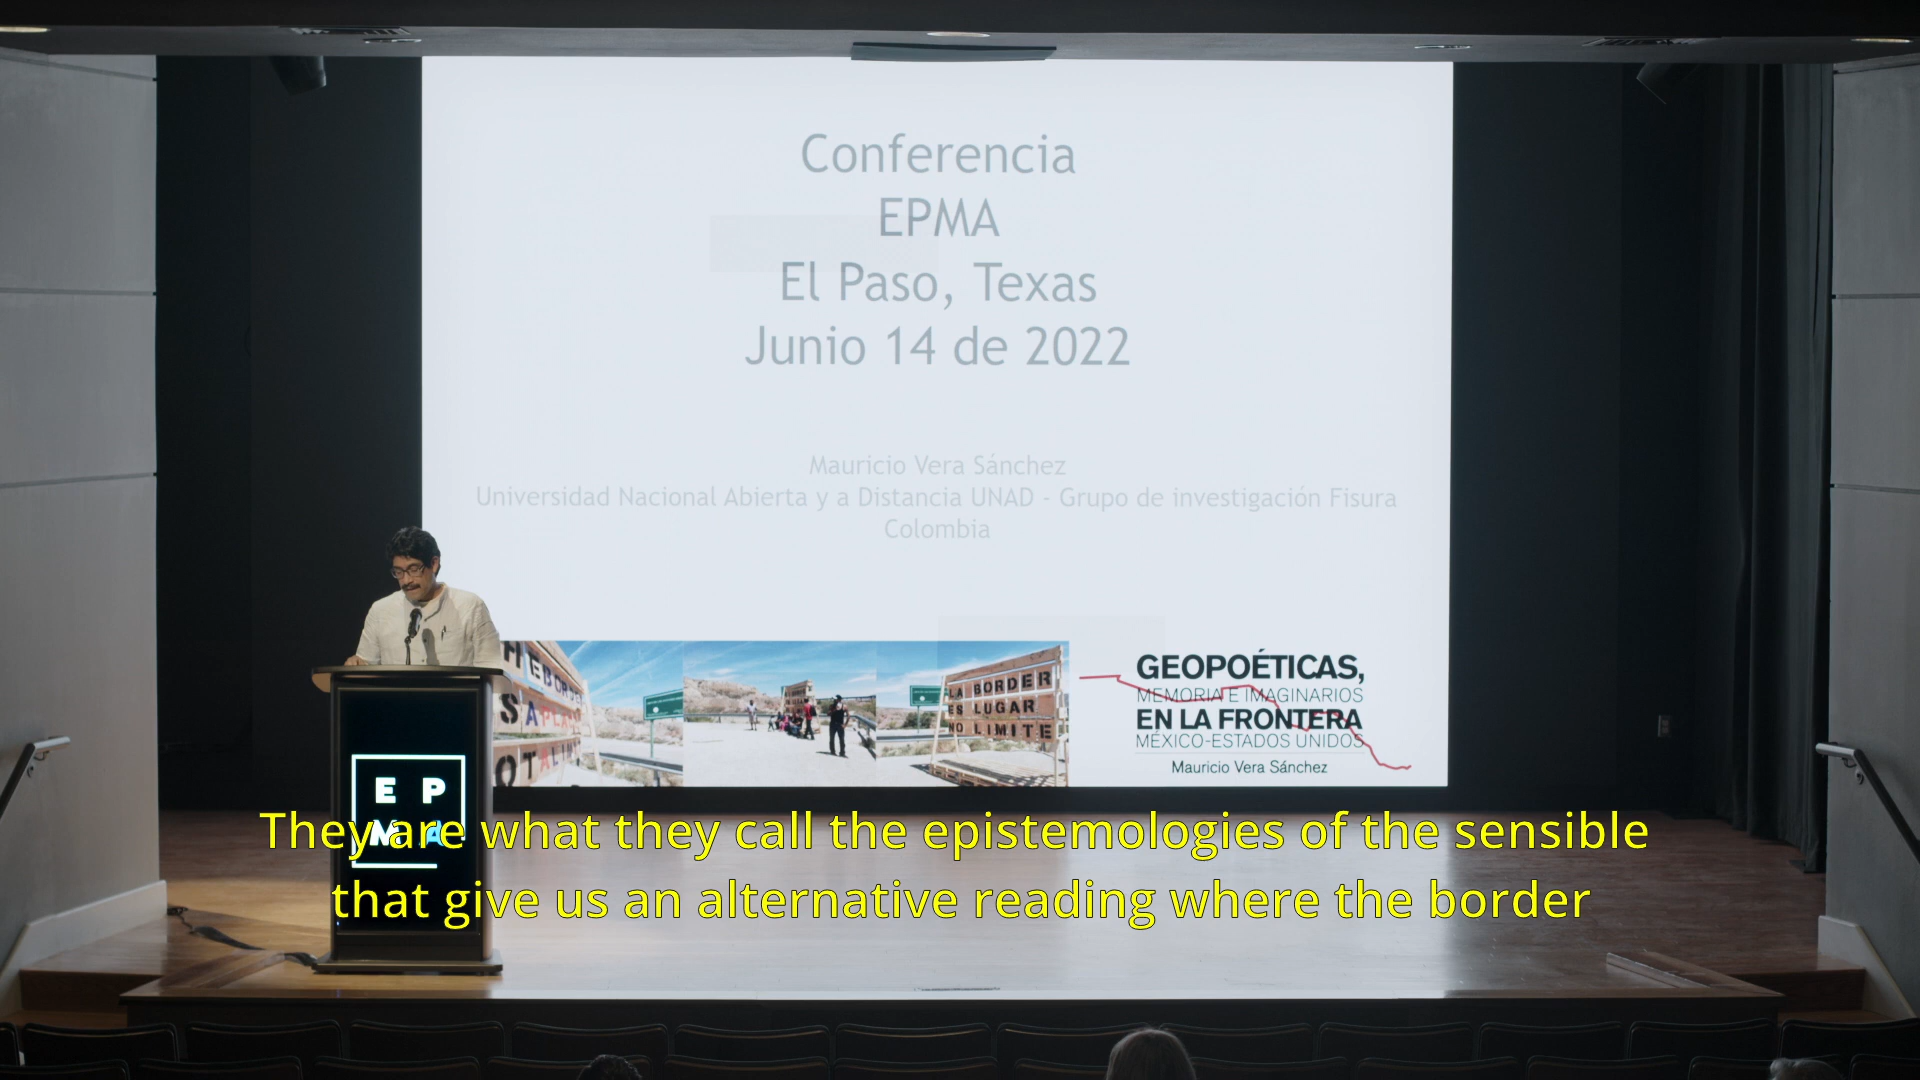 Conferencia
EPMA
El Paso, Texas
Junio 14 de 2022
Mauricio Vera Sánchez
Universidad Nacional Abierta y a Distancia UNAD - Grupo de investigación Fisura
Colombia
LA BORDER
ES LUGAR
NO LIMITE
GEOPOÉTICAS,
MEMORIA E IMAGINARIOS
EN LA FRONTERA
MÉXICO-ESTADOS UNIDOS
Mauricio Vera Sánchez
E P
M A
They are what they call the epistemologies of the sensible
that give us an alternative reading where the border